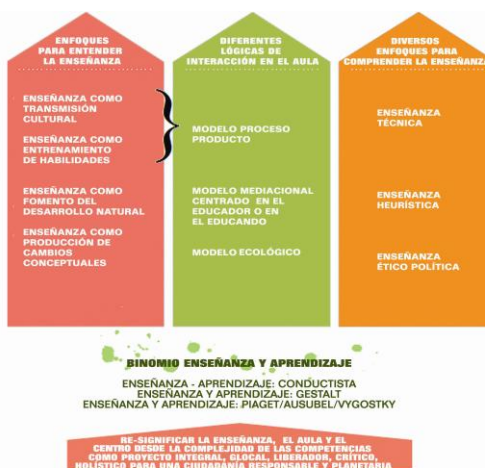 ENFOQUES
PARA ENTENDER
LA ENSEÑANZA
ENSEÑANZA COMO
TRANSMISIÓN
CULTURAL
ENSEÑANZA COMO
ENTRENAMIENTO
DE HABILIDADES
ENSEÑANZA COMO
FOMENTO DEL
DESARROLLO NATURAL
ENSEÑANZA COMO
PRODUCCIÓN DE
CAMBIOS
CONCEPTUALES
DIFERENTES
LÓGICAS DE
INTERACCIÓN EN EL AULA
MODELO PROCESO
PRODUCTO
MODELO MEDIACIONAL
CENTRADO EN EL
EDUCADOR O EN
EL EDUCANDO
MODELO ECOLÓGICO
DIVERSOS
ENFOQUES PARA
COMPRENDER LA ENSEÑANZA
ENSEÑANZA
TÉCNICA
ENSEÑANZA
HEURÍSTICA
ENSEÑANZA
ÉTICO POLÍTICA
BINOMIO ENSEÑANZA Y APRENDIZAJE
ENSEÑANZA - APRENDIZAJE: CONDUCTISTA
ENSEÑANZA Y APRENDIZAJE: GESTALT
ENSEÑANZA Y APRENDIZAJE: PIAGET/AUSUBEL/VYGOSTKY
RE-SIGNIFICAR LA ENSEÑANZA, EL AULA Y EL
CENTRO DESDE LA COMPLEJIDAD DE LAS COMPETENCIAS
COMO PROYECTO INTEGRAL, GLOCAL, LIBERADOR, CRÍTICO,
HOLÍSTICO PARA UNA CIUDADANÍA RESPONSABLE Y PLANETARIA